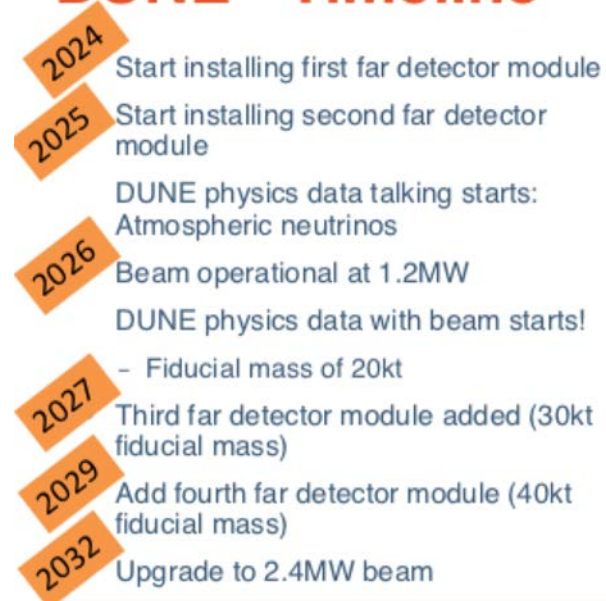 2024
Start installing first far detector module
2025
Start installing second far detector
module
DUNE physics data talking starts:
Atmospheric neutrinos
2026
Beam operational at 1.2MW
DUNE physics data with beam starts!
– Fiducial mass of 20kt
2027
Third far detector module added (30kt
fiducial mass)
2029
Add fourth far detector module (40kt
fiducial mass)
2032
Upgrade to 2.4MW beam